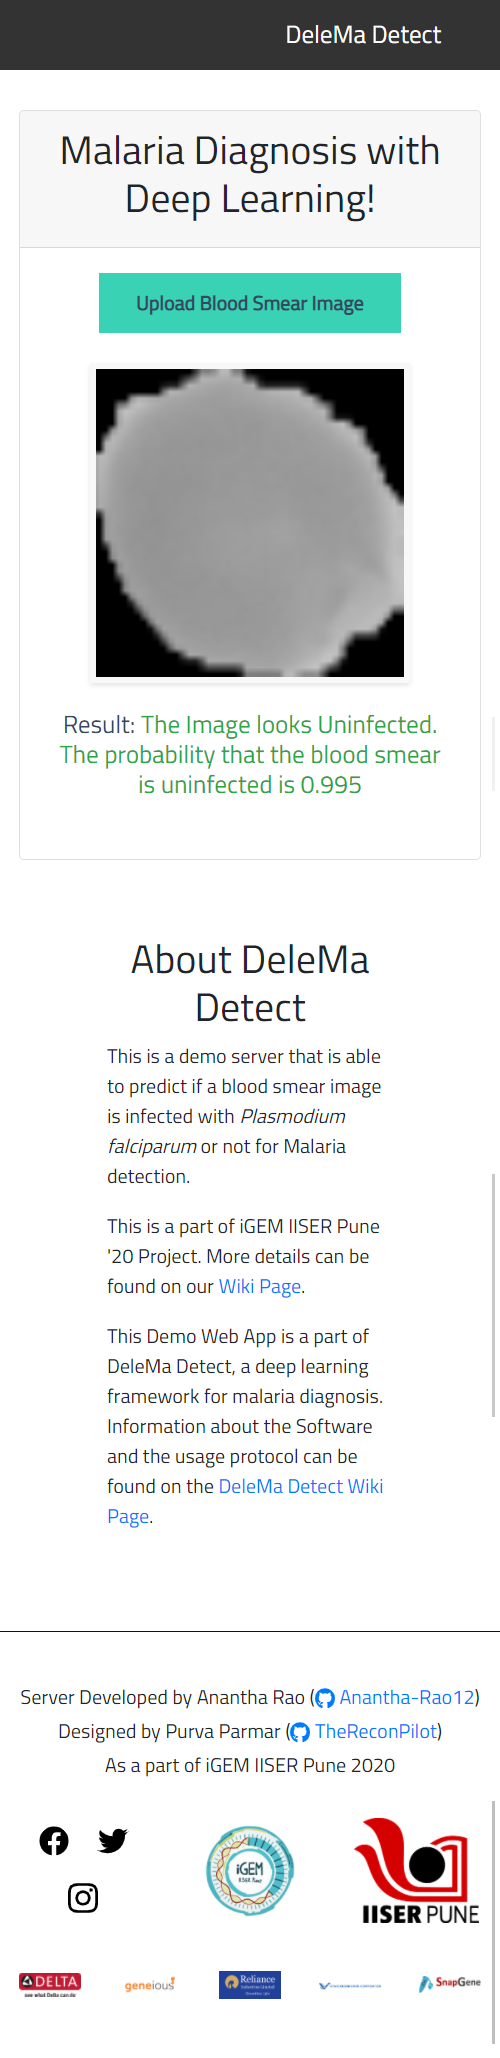 DeleMa Detect
Malaria Diagnosis with
Deep Learning!
Upload Blood Smear Image
Result: The Image looks Uninfected.
The probability that the blood smear
is uninfected is 0.995
About DeleMa
Detect
This is a demo server that is able
to predict if a blood smear image
is infected with Plasmodium
falciparum or not for Malaria
detection.
This is a part of iGEM IISER Pune
'20 Project. More details can be
found on our Wiki Page.
This Demo Web App is a part of
DeleMa Detect, a deep learning
framework for malaria diagnosis.
Information about the Software
and the usage protocol can be
found on the DeleMa Detect Wiki
Page.
Server Developed by Anantha Rao (Anantha-Rao12)
Designed by Purva Parmar (TheReconPilot)
As a part of iGEM IISER Pune 2020
iGEM
IISER Pune
IISER PUNE
DELTA
see what Delta can do
geneious
Reliance
Industries Limited
SnapGene